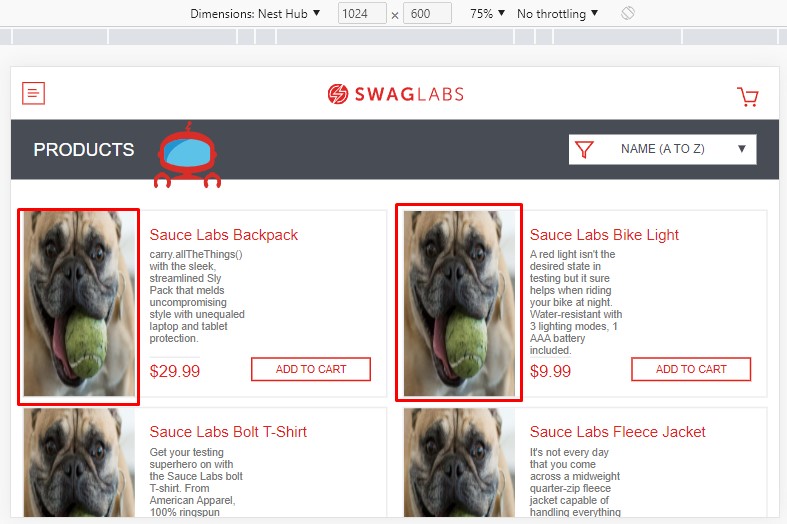 Dimensions: Nest Hub ▼ 1024 x 600 75% ▼ No throttling ▼
SWAGLABS
PRODUCTS
NAME (A TO Z) ▼
Sauce Labs Backpack
carry.allTheThings()
with the sleek,
streamlined Sly
Pack that melds
uncompromising
style with unequaled
laptop and tablet
protection.
$29.99
ADD TO CART
Sauce Labs Bike Light
A red light isn't the
desired state in
testing but it sure
helps when riding
your bike at night.
Water-resistant with
3 lighting modes, 1
AAA battery
included.
$9.99
ADD TO CART
Sauce Labs Bolt T-Shirt
Get your testing
superhero on with
the Sauce Labs bolt
T-shirt. From
American Apparel,
100% ringspun
Sauce Labs Fleece Jacket
It's not every day
that you come
across a midweight
quarter-zip fleece
jacket capable of
handling everything